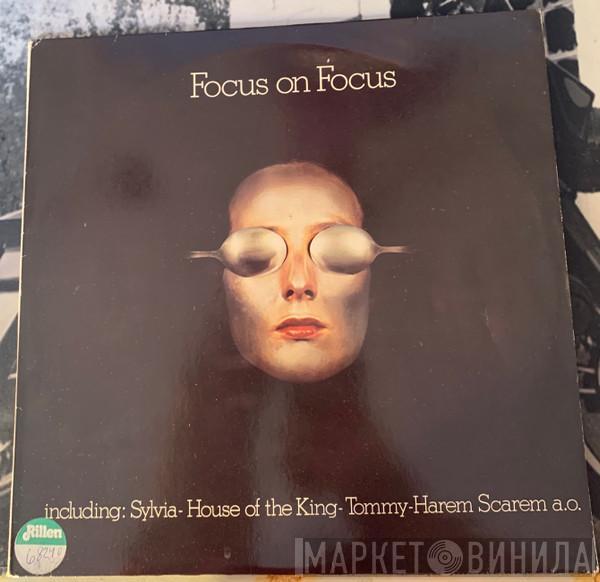 Focus on Focus
including: Sylvia - House of the King - Tommy - Harem Scarem a.o.
Rillen
МАРКЕТ ВИНИЛА